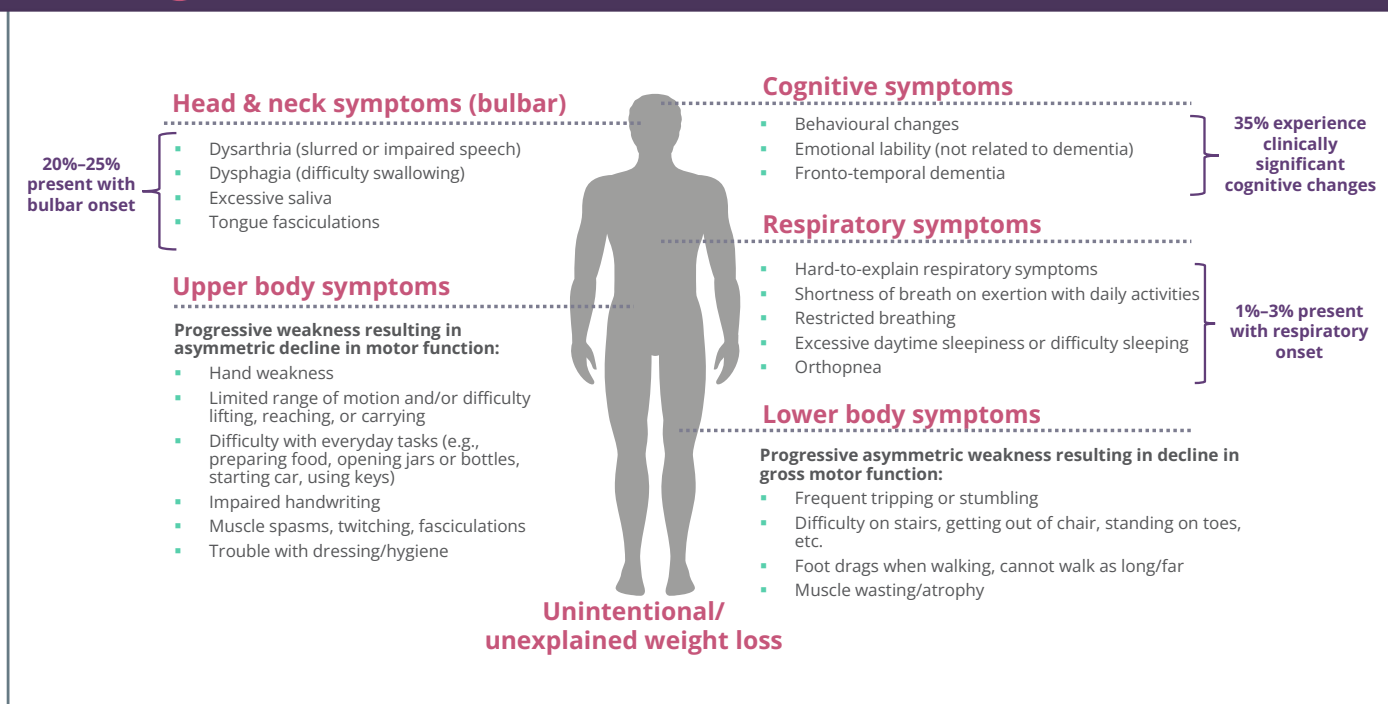 Head & neck symptoms (bulbar)
20%–25%
present with
bulbar onset
Dysarthria (slurred or impaired speech)
Dysphagia (difficulty swallowing)
Excessive saliva
Tongue fasciculations
Upper body symptoms
Progressive weakness resulting in
asymmetric decline in motor function:
Hand weakness
Limited range of motion and/or difficulty
lifting, reaching, or carrying
Difficulty with everyday tasks (e.g.,
preparing food, opening jars or bottles,
starting car, using keys)
Impaired handwriting
Muscle spasms, twitching, fasciculations
Trouble with dressing/hygiene
Cognitive symptoms
Behavioural changes
Emotional lability (not related to dementia)
Fronto-temporal dementia
35% experience
clinically
significant
cognitive changes
Respiratory symptoms
Hard-to-explain respiratory symptoms
Shortness of breath on exertion with daily activities
Restricted breathing
Excessive daytime sleepiness or difficulty sleeping
Orthopnea
1%–3% present
with respiratory
onset
Lower body symptoms
Progressive asymmetric weakness resulting in decline in
gross motor function:
Frequent tripping or stumbling
Difficulty on stairs, getting out of chair, standing on toes,
etc.
Foot drags when walking, cannot walk as long/far
Muscle wasting/atrophy
Unintentional/
unexplained weight loss